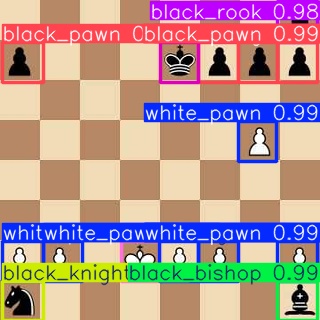 black_rook 0.98
black_pawn 0black_pawn 0.99
white_pawn 0.99
whitwhite_pawwhite_pawn 0.99
black_knightblack_bishop 0.99